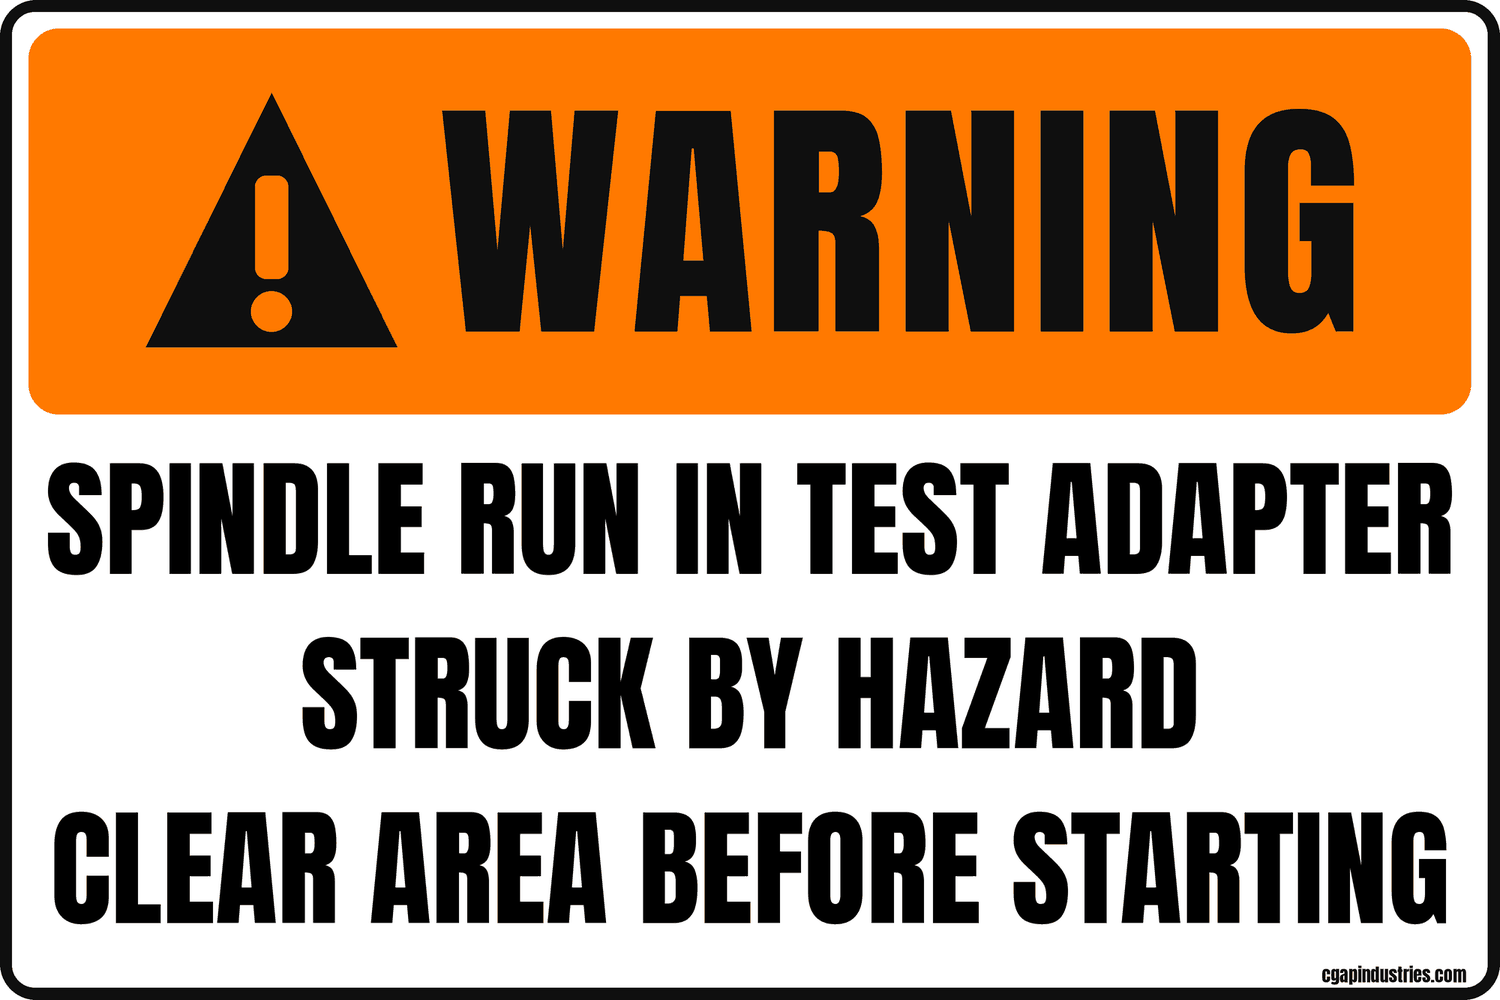 WARNING
SPINDLE RUN IN TEST ADAPTER
STRUCK BY HAZARD
CLEAR AREA BEFORE STARTING
cgapindustries.com